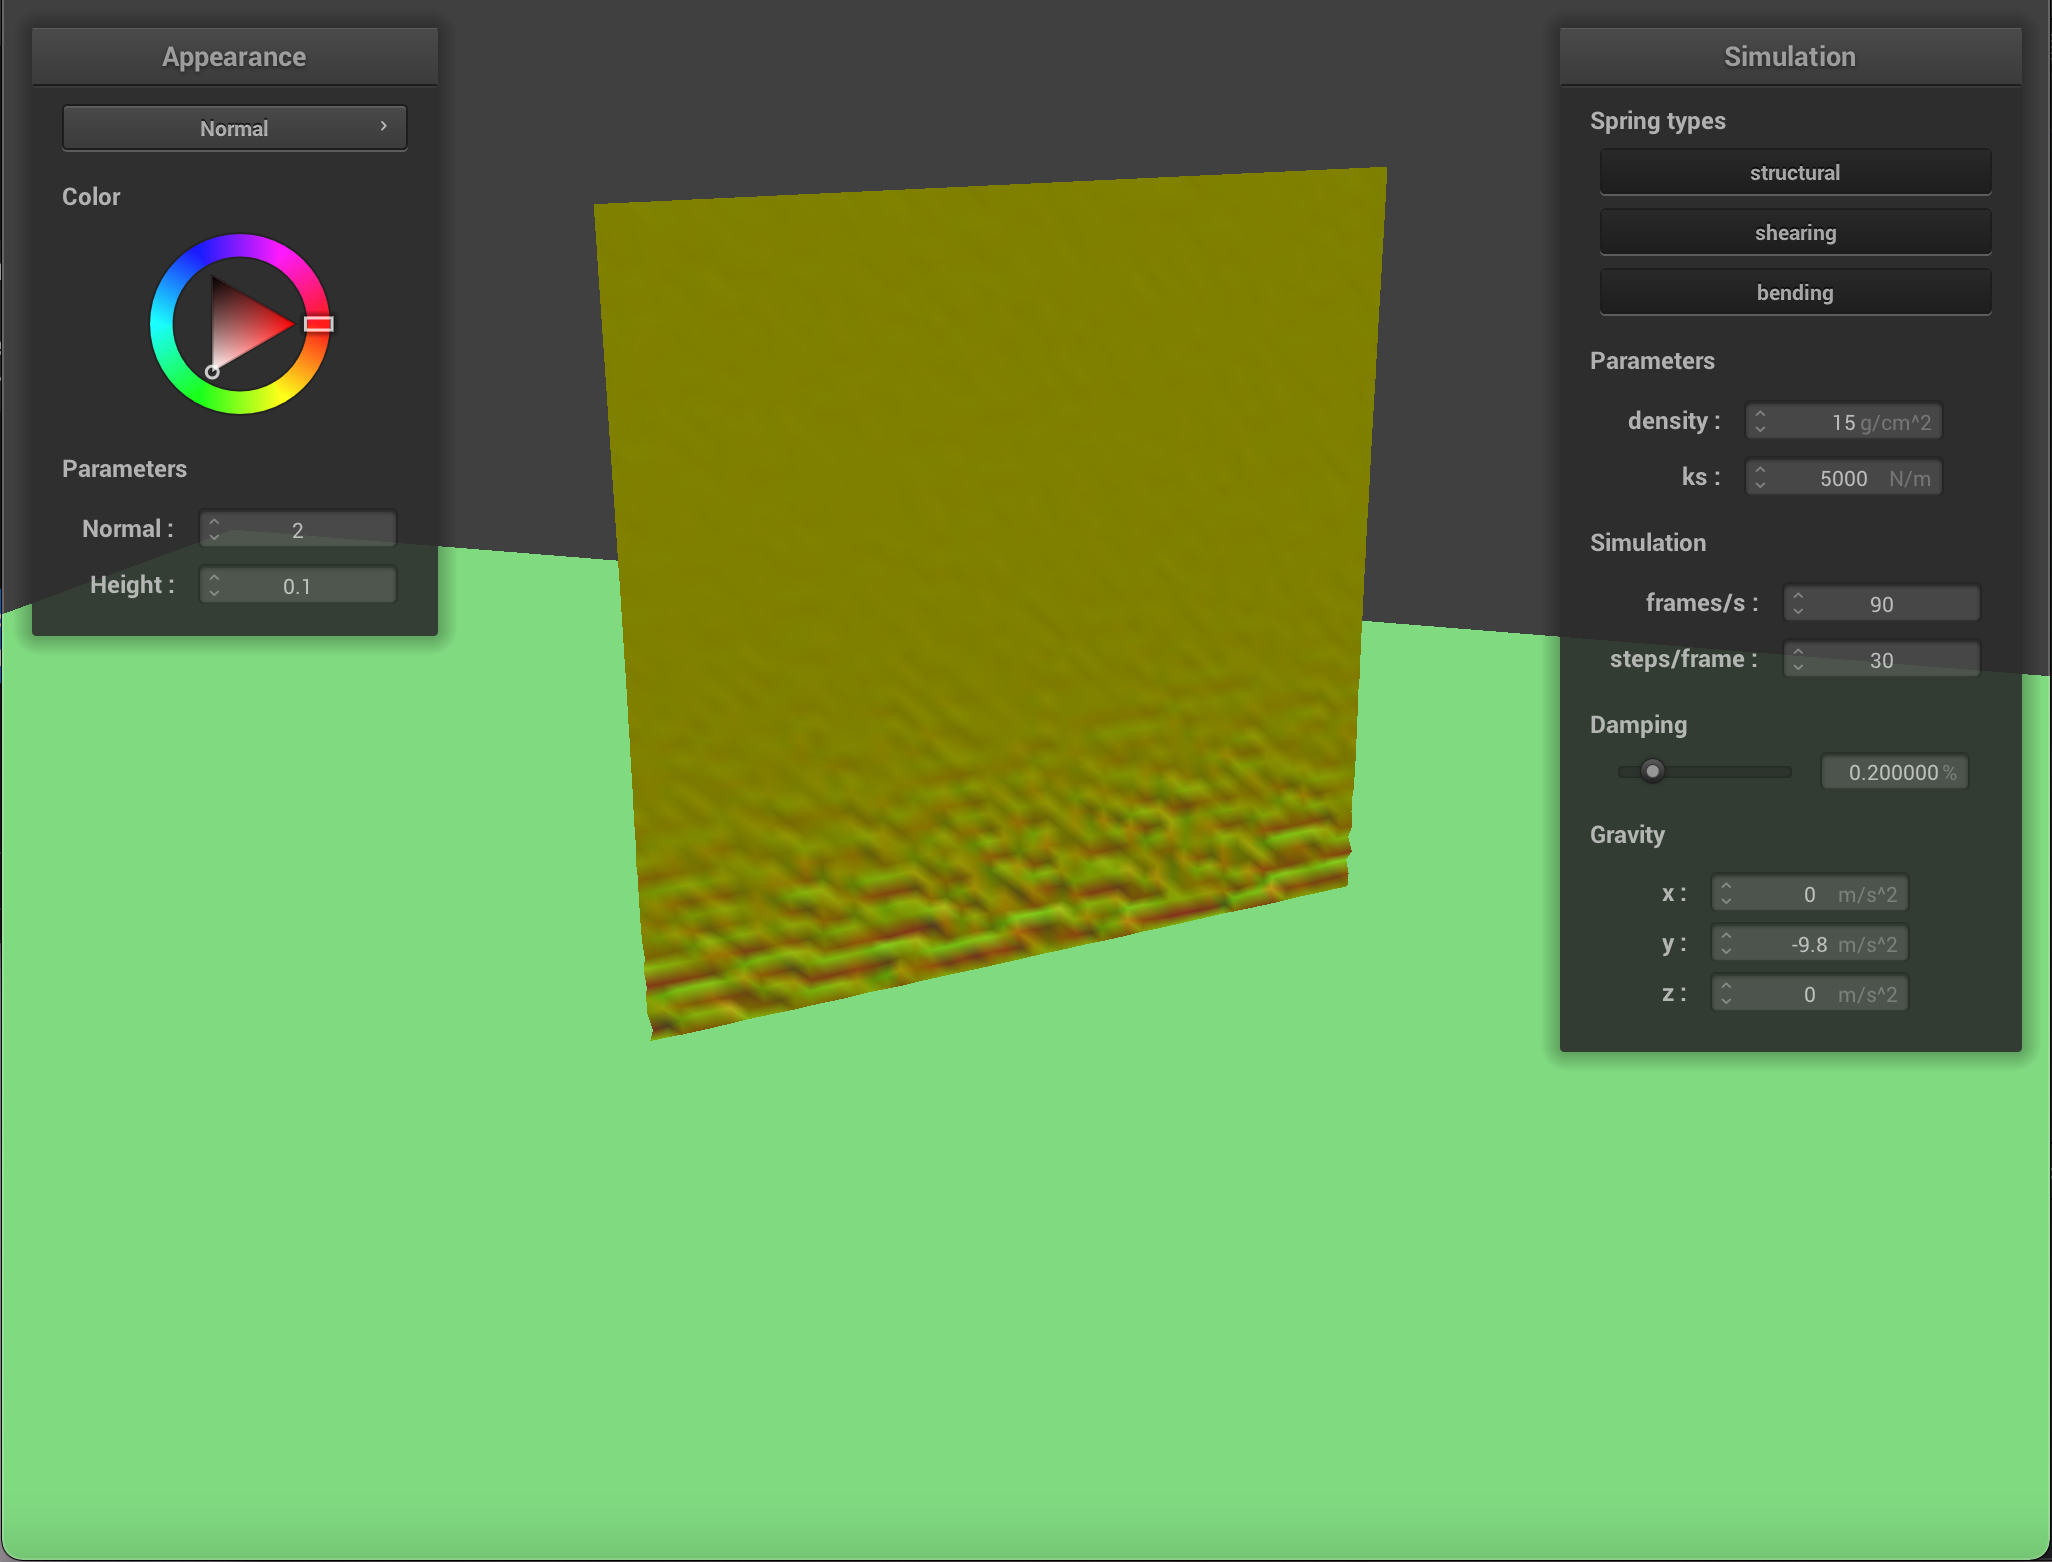 Appearance
Normal
Color
Parameters
Normal : 2
Height : 0.1
Simulation
Spring types
structural
shearing
bending
Parameters
density : 15 g/cm^2
ks : 5000 N/m
Simulation
frames/s : 90
steps/frame : 30
Damping
0.200000 %
Gravity
x : 0 m/s^2
y : -9.8 m/s^2
z : 0 m/s^2